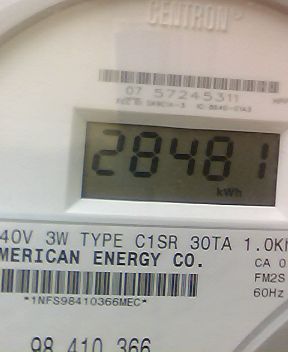 CENTRON®
07 57245311
28481
kWh
40V 3W TYPE C1SR 30TA 1.0Kh
MERICAN ENERGY CO.
CA 0
FM2S
60Hz
*1NFS98410366MEC*
98 410 366